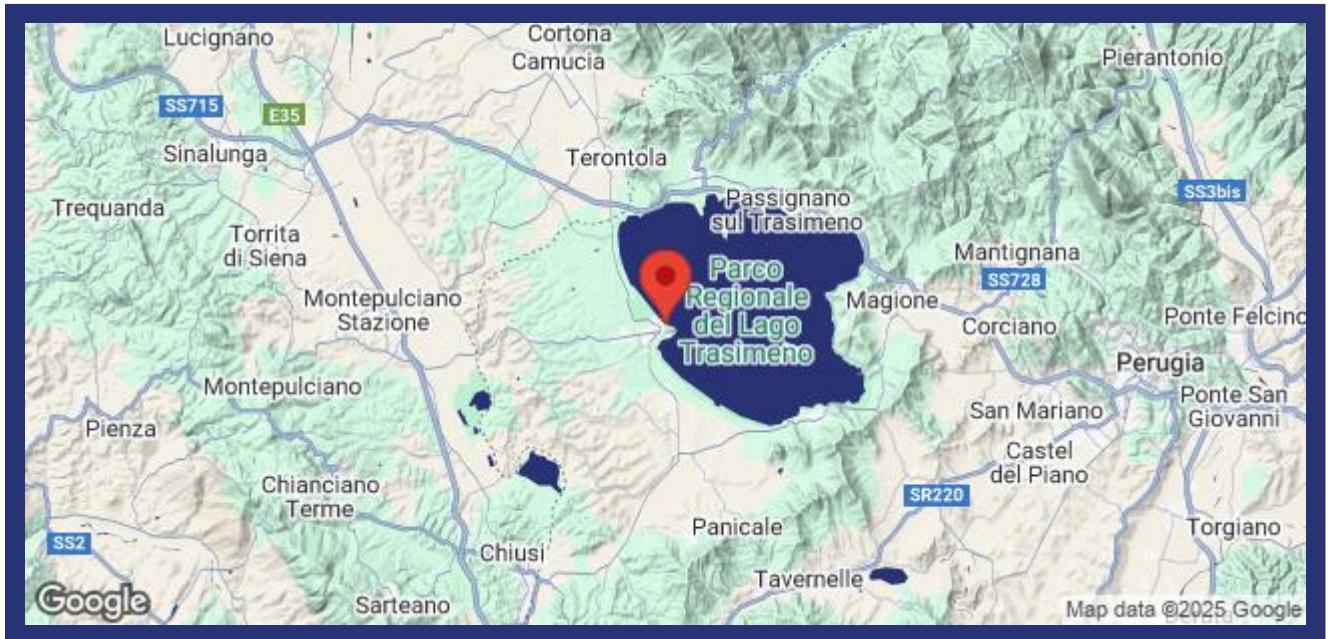 Lucignano
Cortona
Camucia
Pierantonio
SS715
E35
Sinalunga
Terontola
SS3bis
Trequanda
Passignano
sul Trasimeno
Torrita
di Siena
Mantignana
SS728
Parco
Regionale
del Lago
Trasimeno
Montepulciano
Stazione
Magione
Corciano
Ponte Felcino
Perugia
Montepulciano
Pienza
San Mariano
Ponte San
Giovanni
Castel
del Piano
Chianciano
Terme
SR220
SS2
Chiusi
Panicale
Torgiano
Tavernelle
Google
Sarteano
Map data ©2025 Google